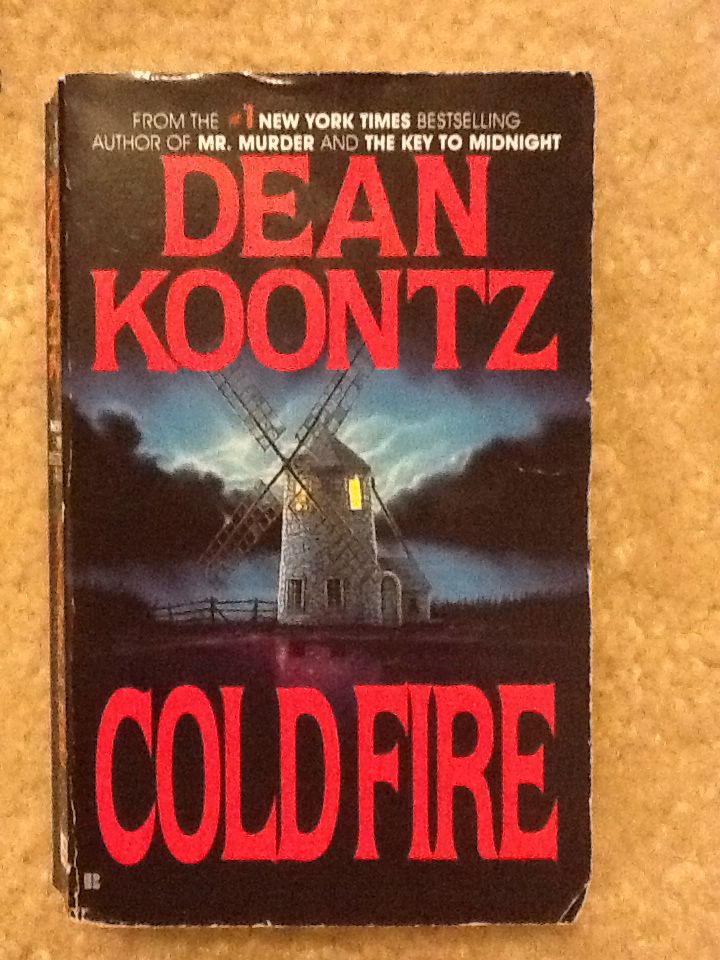 FROM THE #1 NEW YORK TIMES BESTSELLING
AUTHOR OF MR. MURDER AND THE KEY TO MIDNIGHT
DEAN
KOONTZ
COLD FIRE